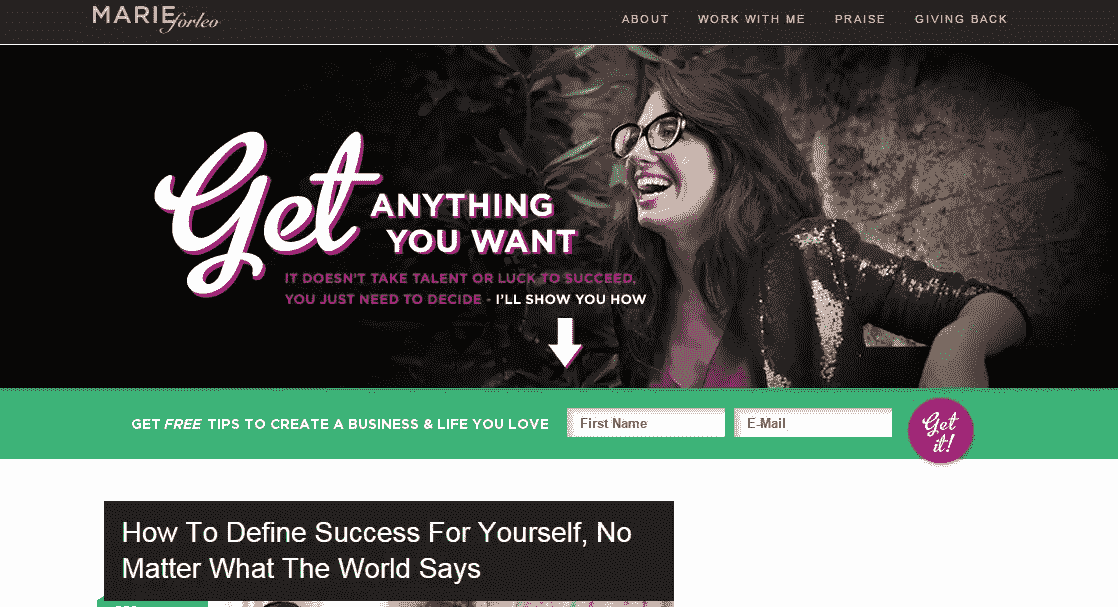 MARIE forleo
ABOUT WORK WITH ME PRAISE GIVING BACK
Get ANYTHING
YOU WANT
IT DOESN'T TAKE TALENT OR LUCK TO SUCCEED,
YOU JUST NEED TO DECIDE - I'LL SHOW YOU HOW
GET FREE TIPS TO CREATE A BUSINESS & LIFE YOU LOVE
First Name
E-Mail
Get
it!
How To Define Success For Yourself, No
Matter What The World Says